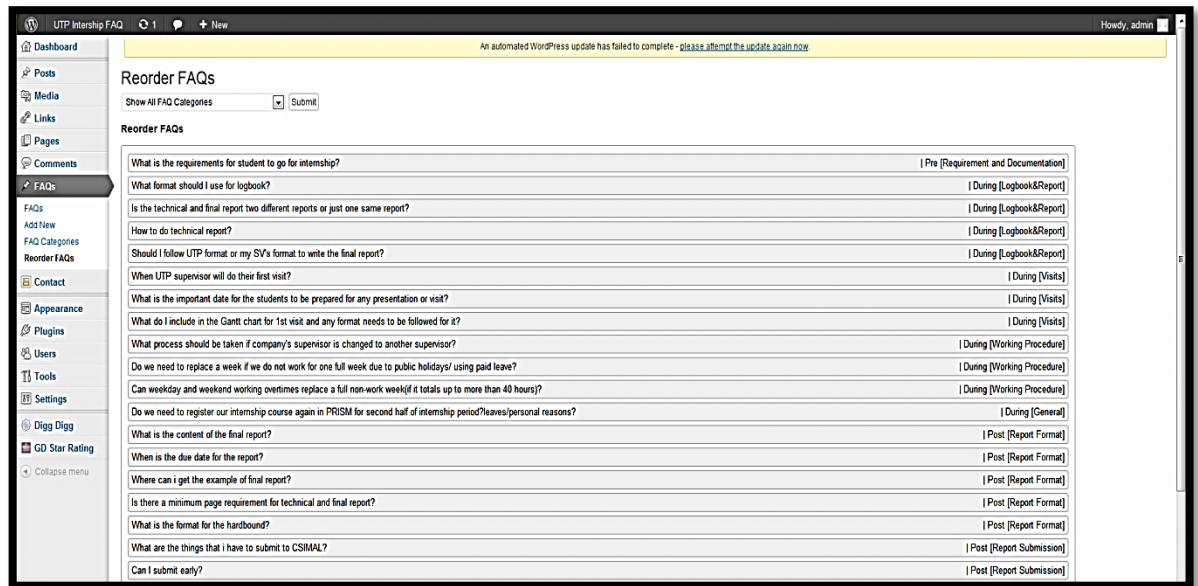 UTP Intership FAQ 1 + New Howdy, admin
An automated WordPress update has failed to complete - please attempt the update again now.
Dashboard
Posts
Media
Links
Pages
Comments
FAQs
FAQs
Add New
FAQ Categories
Reorder FAQs
Contact
Appearance
Plugins
Users
Tools
Settings
Digg Digg
GD Star Rating
Collapse menu
Reorder FAQs
Show All FAQ Categories Submit
Reorder FAQs
What is the requirements for student to go for internship? | Pre [Requirement and Documentation]
What format should I use for logbook? | During [Logbook&Report]
Is the technical and final report two different reports or just one same report? | During [Logbook&Report]
How to do technical report? | During [Logbook&Report]
Should I follow UTP format or my SV's format to write the final report? | During [Logbook&Report]
When UTP supervisor will do their first visit? | During [Visits]
What is the important date for the students to be prepared for any presentation or visit? | During [Visits]
What do I include in the Gantt chart for 1st visit and any format needs to be followed for it? | During [Visits]
What process should be taken if company's supervisor is changed to another supervisor? | During [Working Procedure]
Do we need to replace a week if we do not work for one full week due to public holidays/ using paid leave? | During [Working Procedure]
Can weekday and weekend working overtimes replace a full non-work week(if it totals up to more than 40 hours)? | During [Working Procedure]
Do we need to register our internship course again in PRISM for second half of internship period?leaves/personal reasons? | During [General]
What is the content of the final report? | Post [Report Format]
When is the due date for the report? | Post [Report Format]
Where can i get the example of final report? | Post [Report Format]
Is there a minimum page requirement for technical and final report? | Post [Report Format]
What is the format for the hardbound? | Post [Report Format]
What are the things that i have to submit to CSIMAL? | Post [Report Submission]
Can I submit early? | Post [Report Submission]